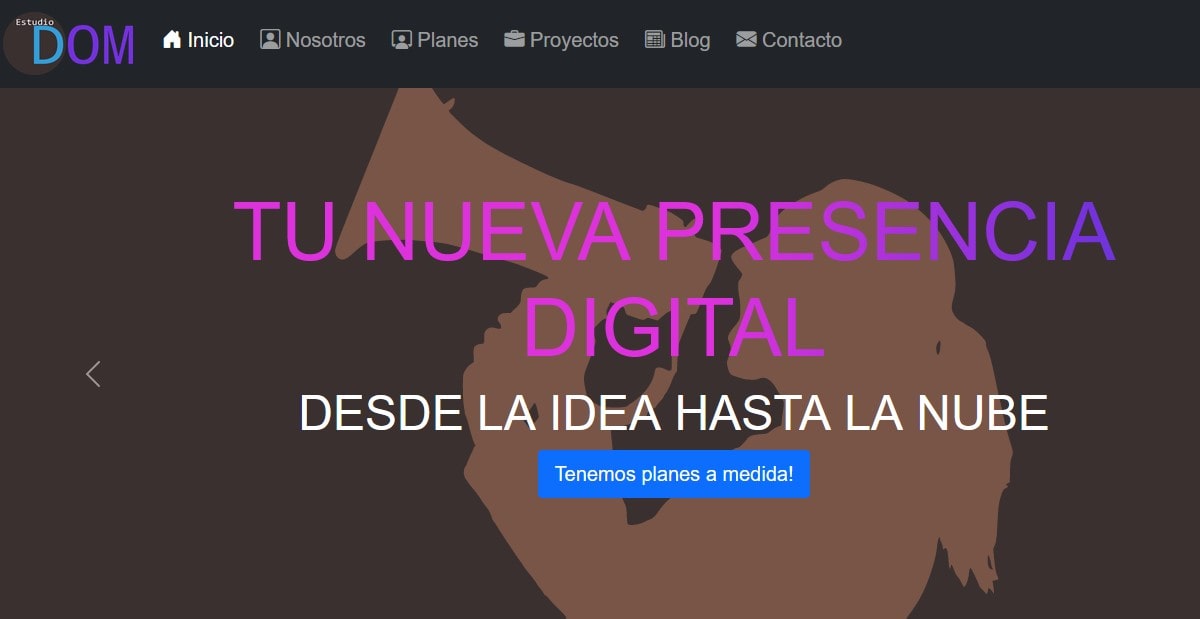 Estudio
DOM
Inicio Nosotros Planes Proyectos Blog Contacto
TU NUEVA PRESENCIA
DIGITAL
DESDE LA IDEA HASTA LA NUBE
Tenemos planes a medida!